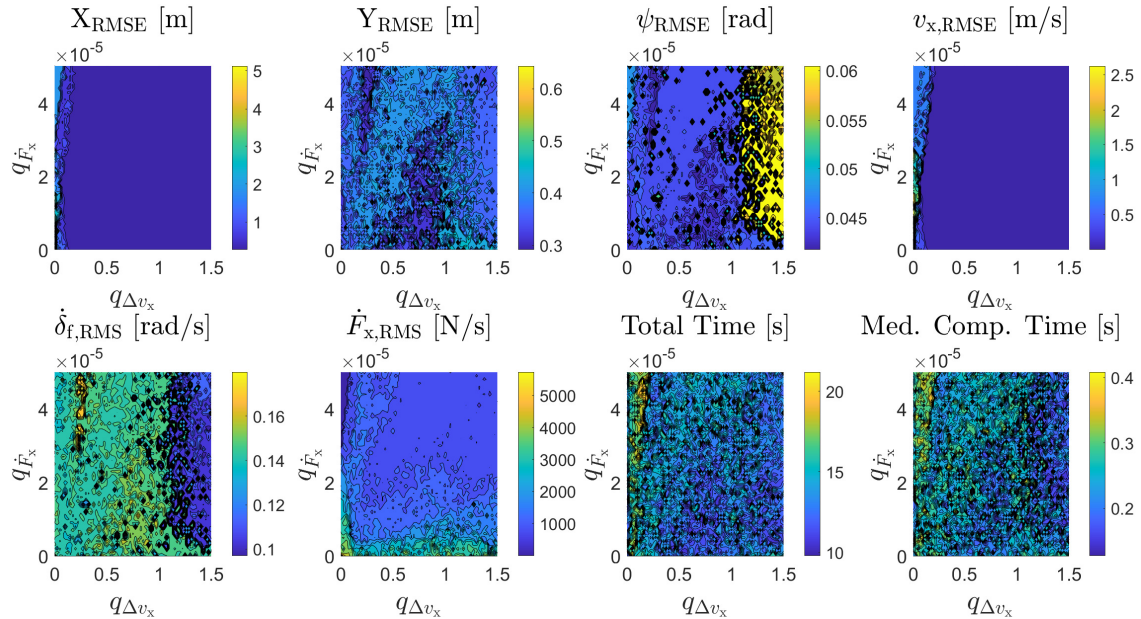 X_RMSE [m]
Y_RMSE [m]
ψ_RMSE [rad]
v_x,RMSE [m/s]
×10^-5
×10^-5
×10^-5
×10^-5
4
2
0
q_Ḟx
0 0.5 1 1.5
q_Δvx
5
4
3
2
1
4
2
0
q_Ḟx
0 0.5 1 1.5
q_Δvx
0.6
0.5
0.4
0.3
4
2
0
q_Ḟx
0 0.5 1 1.5
q_Δvx
0.06
0.055
0.05
0.045
4
2
0
q_Ḟx
0 0.5 1 1.5
q_Δvx
2.5
2
1.5
1
0.5
δ̇_f,RMS [rad/s]
Ḟ_x,RMS [N/s]
Total Time [s]
Med. Comp. Time [s]
×10^-5
×10^-5
×10^-5
×10^-5
4
2
0
q_Ḟx
0 0.5 1 1.5
q_Δvx
0.16
0.14
0.12
0.1
4
2
0
q_Ḟx
0 0.5 1 1.5
q_Δvx
5000
4000
3000
2000
1000
4
2
0
q_Ḟx
0 0.5 1 1.5
q_Δvx
20
15
10
4
2
0
q_Ḟx
0 0.5 1 1.5
q_Δvx
0.4
0.3
0.2